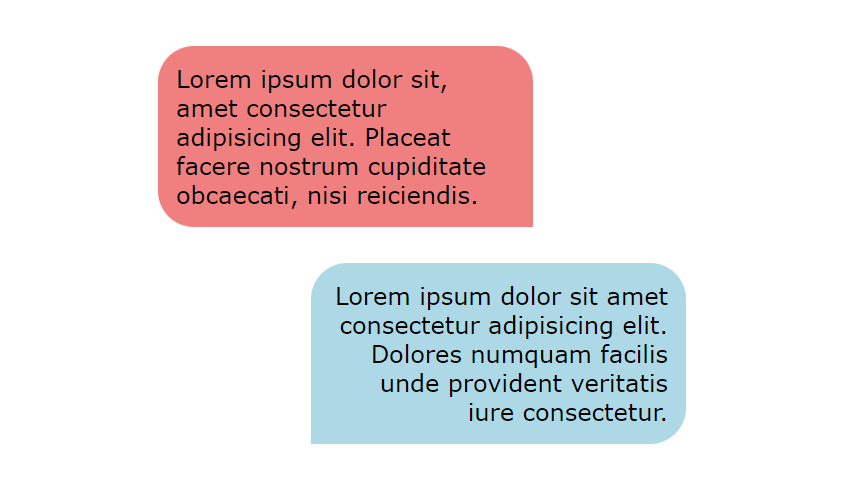 Lorem ipsum dolor sit,
amet consectetur
adipisicing elit. Placeat
facere nostrum cupiditate
obcaecati, nisi reiciendis.
Lorem ipsum dolor sit amet
consectetur adipisicing elit.
Dolores numquam facilis
unde provident veritatis
iure consectetur.